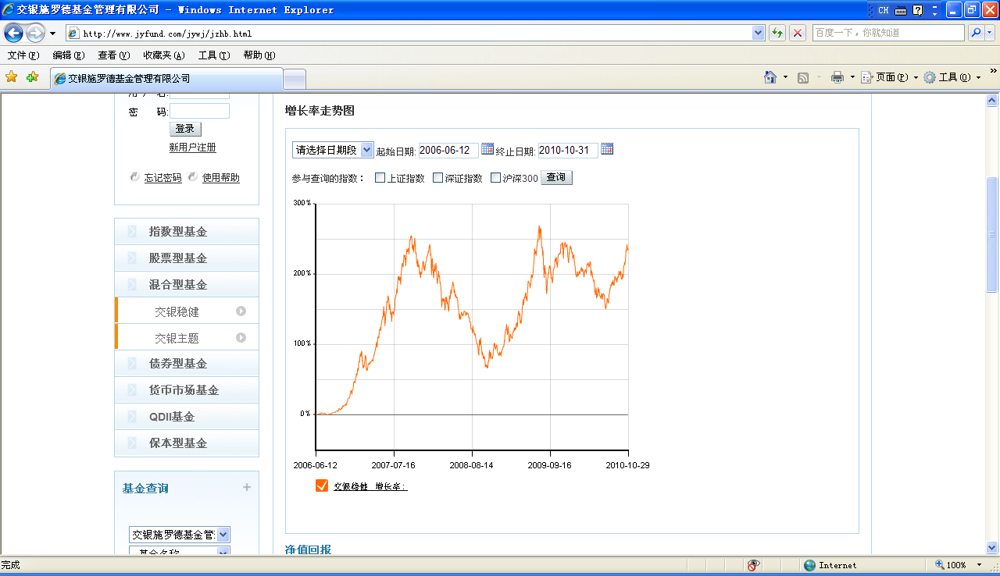 交银施罗德基金管理有限公司 - Windows Internet Explorer
CH
http://www.jyfund.com/jywj/jzhb.html
百度一下，你就知道
文件(F) 编辑(E) 查看(V) 收藏夹(A) 工具(T) 帮助(H)
交银施罗德基金管理有限公司
页面(P) 工具(O)
密 码:
登录
新用户注册
忘记密码 使用帮助
指数型基金
股票型基金
混合型基金
交银稳健
交银主题
债券型基金
货币市场基金
QDII基金
保本型基金
基金查询
交银施罗德基金管
基金名称
增长率走势图
请选择日期段 起始日期: 2006-06-12 终止日期: 2010-10-31
参与查询的指数： 上证指数 深证指数 沪深300 查询
300%
200%
100%
0%
2006-06-12 2007-07-16 2008-08-14 2009-09-16 2010-10-29
交银稳健 增长率:
净值回报
完成
Internet
100%